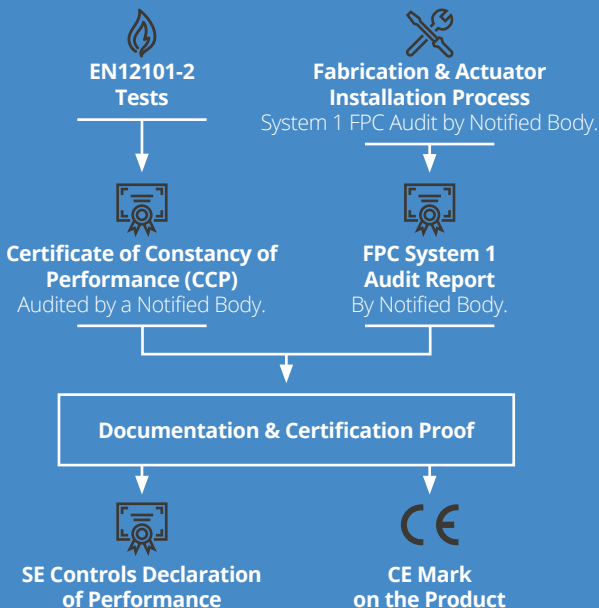 EN12101-2
Tests
Fabrication & Actuator
Installation Process
System 1 FPC Audit by Notified Body.
Certificate of Constancy of
Performance (CCP)
Audited by a Notified Body.
FPC System 1
Audit Report
By Notified Body.
Documentation & Certification Proof
SE Controls Declaration
of Performance
CE
CE Mark
on the Product